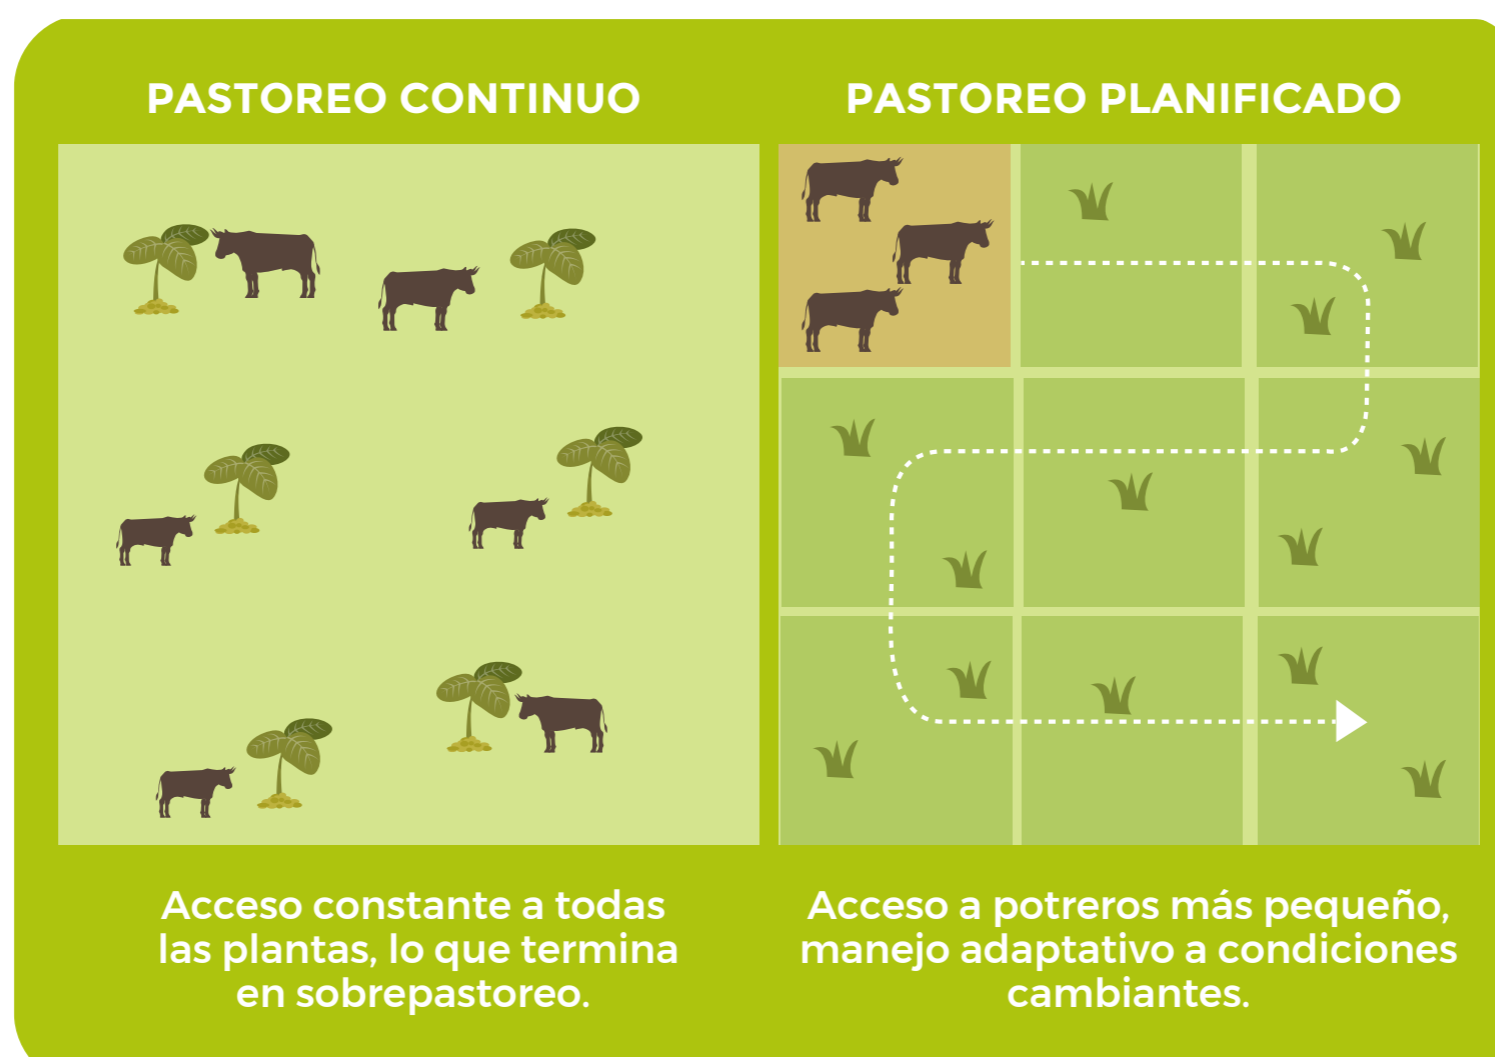 PASTOREO CONTINUO
PASTOREO PLANIFICADO
Acceso constante a todas
las plantas, lo que termina
en sobrepastoreo.
Acceso a potreros más pequeño,
manejo adaptativo a condiciones
cambiantes.